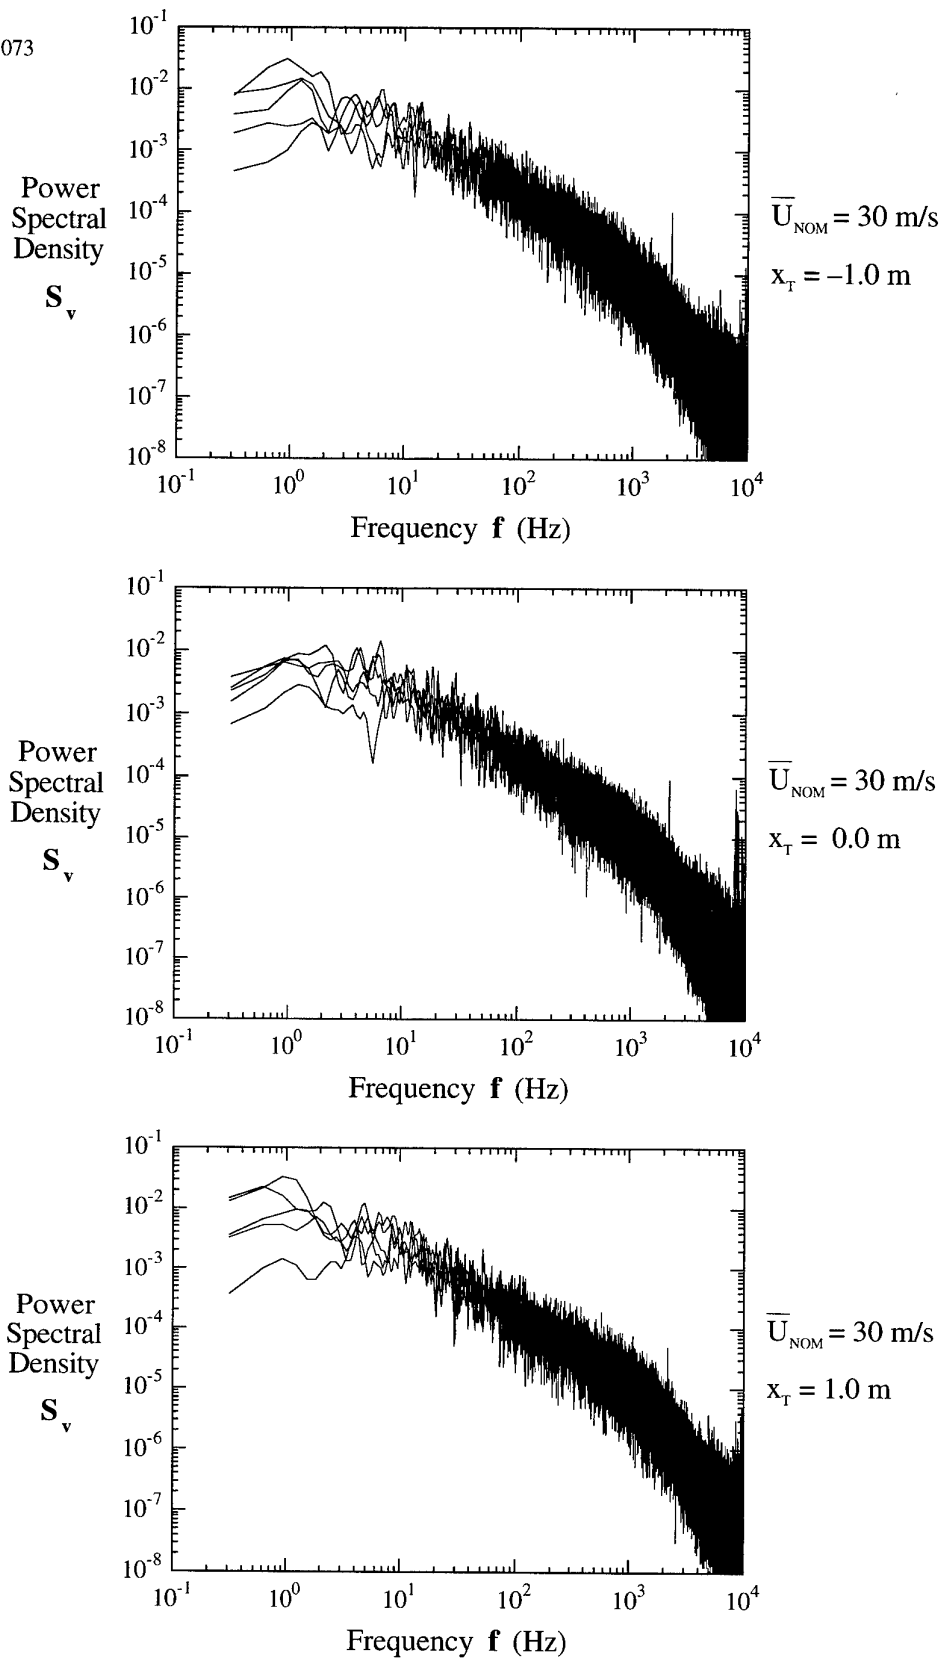 073
10^-1
10^-2
10^-3
10^-4
10^-5
10^-6
10^-7
10^-8
Power
Spectral
Density
S_v
10^-1 10^0 10^1 10^2 10^3 10^4
Frequency f (Hz)
U̅_NOM = 30 m/s
x_T = –1.0 m
10^-1
10^-2
10^-3
10^-4
10^-5
10^-6
10^-7
10^-8
Power
Spectral
Density
S_v
10^-1 10^0 10^1 10^2 10^3 10^4
Frequency f (Hz)
U̅_NOM = 30 m/s
x_T = 0.0 m
10^-1
10^-2
10^-3
10^-4
10^-5
10^-6
10^-7
10^-8
Power
Spectral
Density
S_v
10^-1 10^0 10^1 10^2 10^3 10^4
Frequency f (Hz)
U̅_NOM = 30 m/s
x_T = 1.0 m